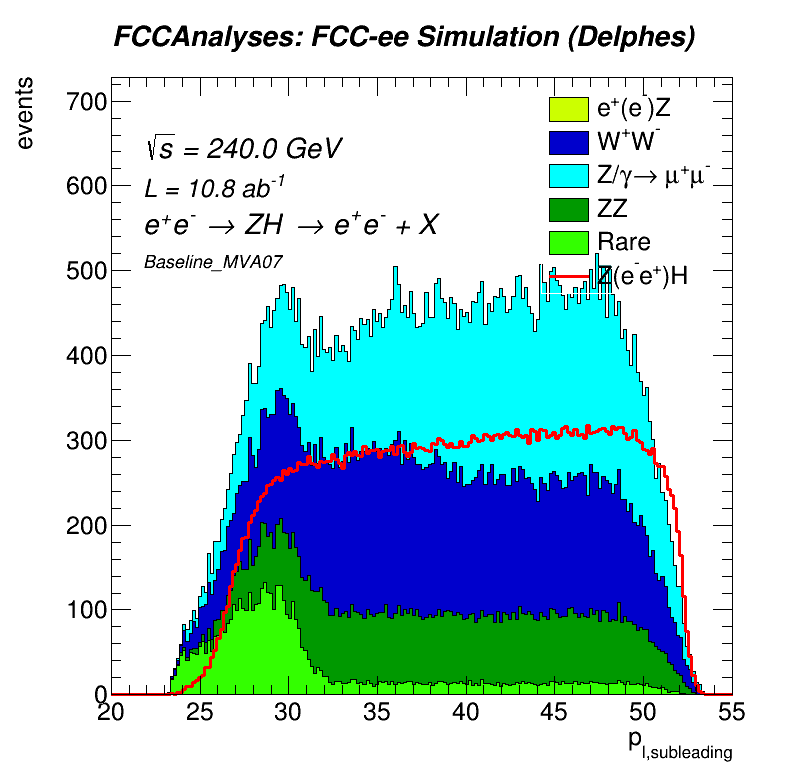 FCCAnalyses: FCC-ee Simulation (Delphes)
events
700
600
500
400
300
200
100
0
√s = 240.0 GeV
L = 10.8 ab⁻¹
e⁺e⁻ → ZH → e⁺e⁻ + X
Baseline_MVA07
e⁺(e⁻)Z
W⁺W⁻
Z/γ→ μ⁺μ⁻
ZZ
Rare
Z(e⁻e⁺)H
20 25 30 35 40 45 50 55
p_l,subleading